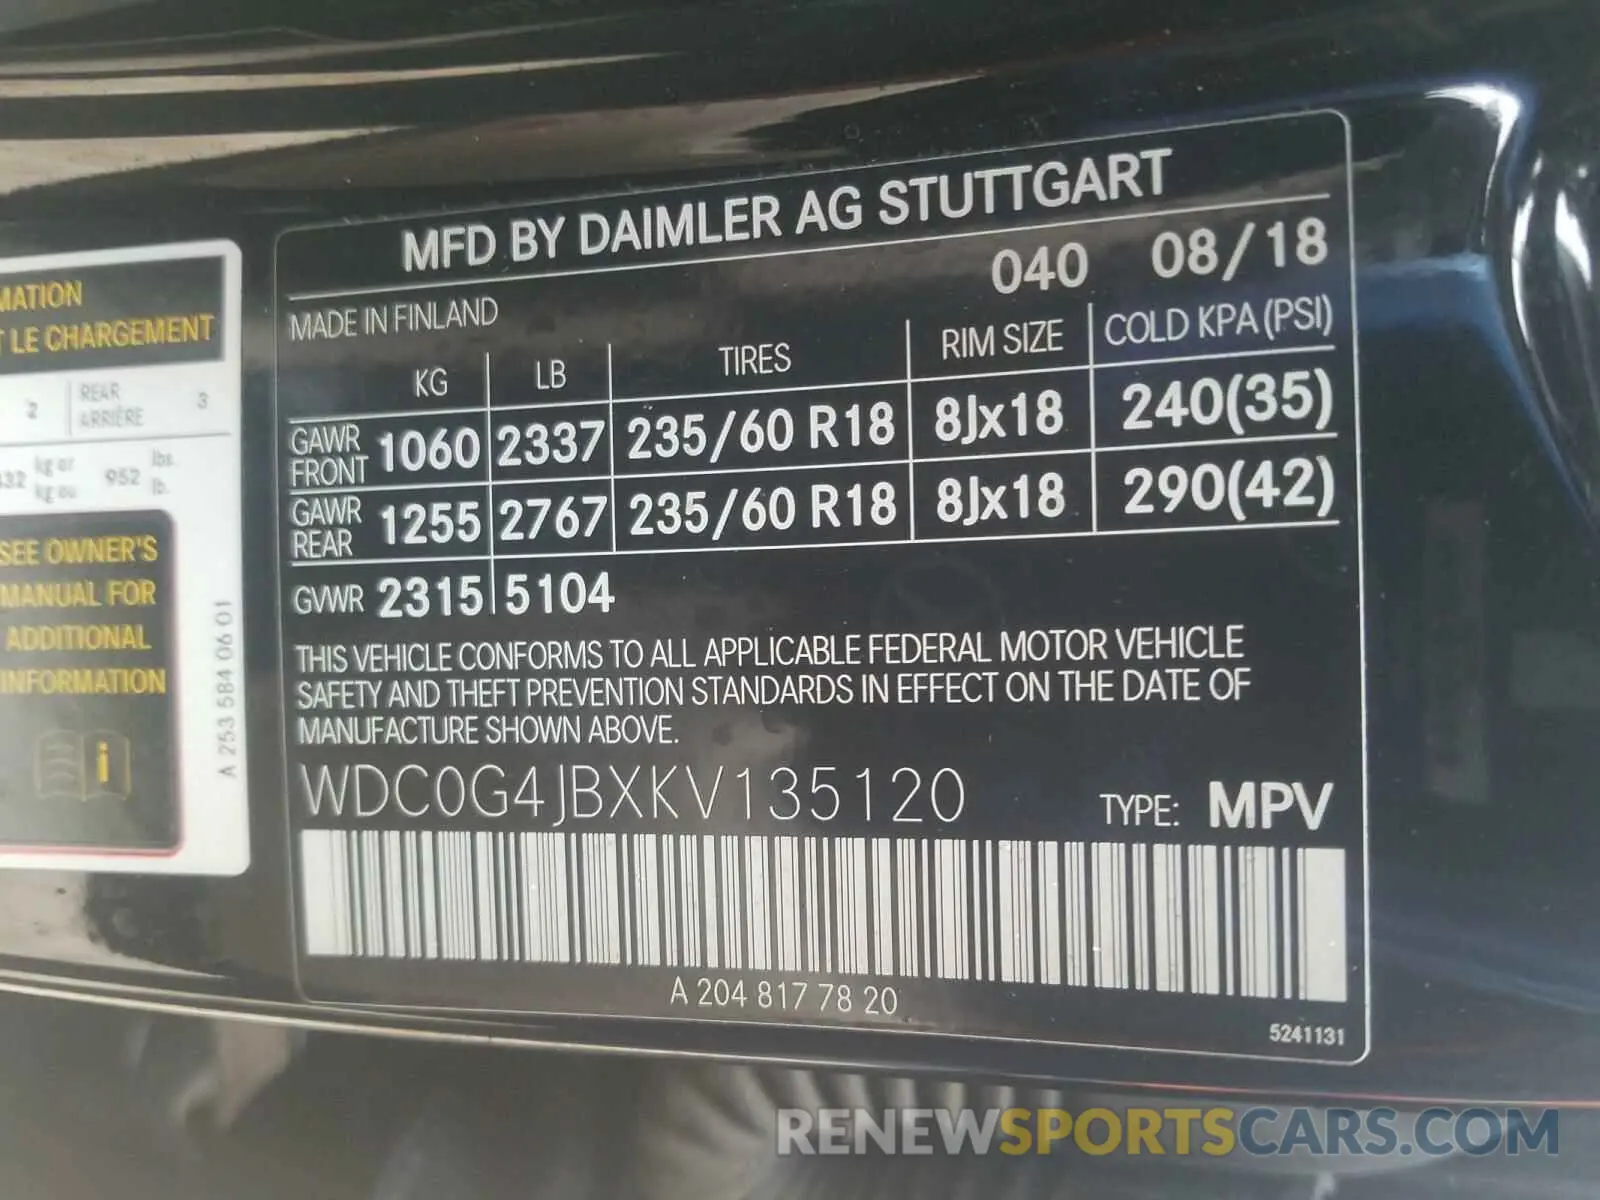 MATION
T LE CHARGEMENT
2 REAR ARRIÈRE 3
432 kg or kg ou 952 lbs. lb.
SEE OWNER'S
MANUAL FOR
ADDITIONAL
INFORMATION
i
A 253 584 06 01
MFD BY DAIMLER AG STUTTGART
MADE IN FINLAND 040 08/18
KG LB TIRES RIM SIZE COLD KPA(PSI)
GAWR FRONT 1060 2337 235/60 R18 8Jx18 240(35)
GAWR REAR 1255 2767 235/60 R18 8Jx18 290(42)
GVWR 2315 5104
THIS VEHICLE CONFORMS TO ALL APPLICABLE FEDERAL MOTOR VEHICLE
SAFETY AND THEFT PREVENTION STANDARDS IN EFFECT ON THE DATE OF
MANUFACTURE SHOWN ABOVE.
WDC0G4JBXKV135120 TYPE: MPV
A 204 817 78 20
5241131
RENEWSPORTSCARS.COM